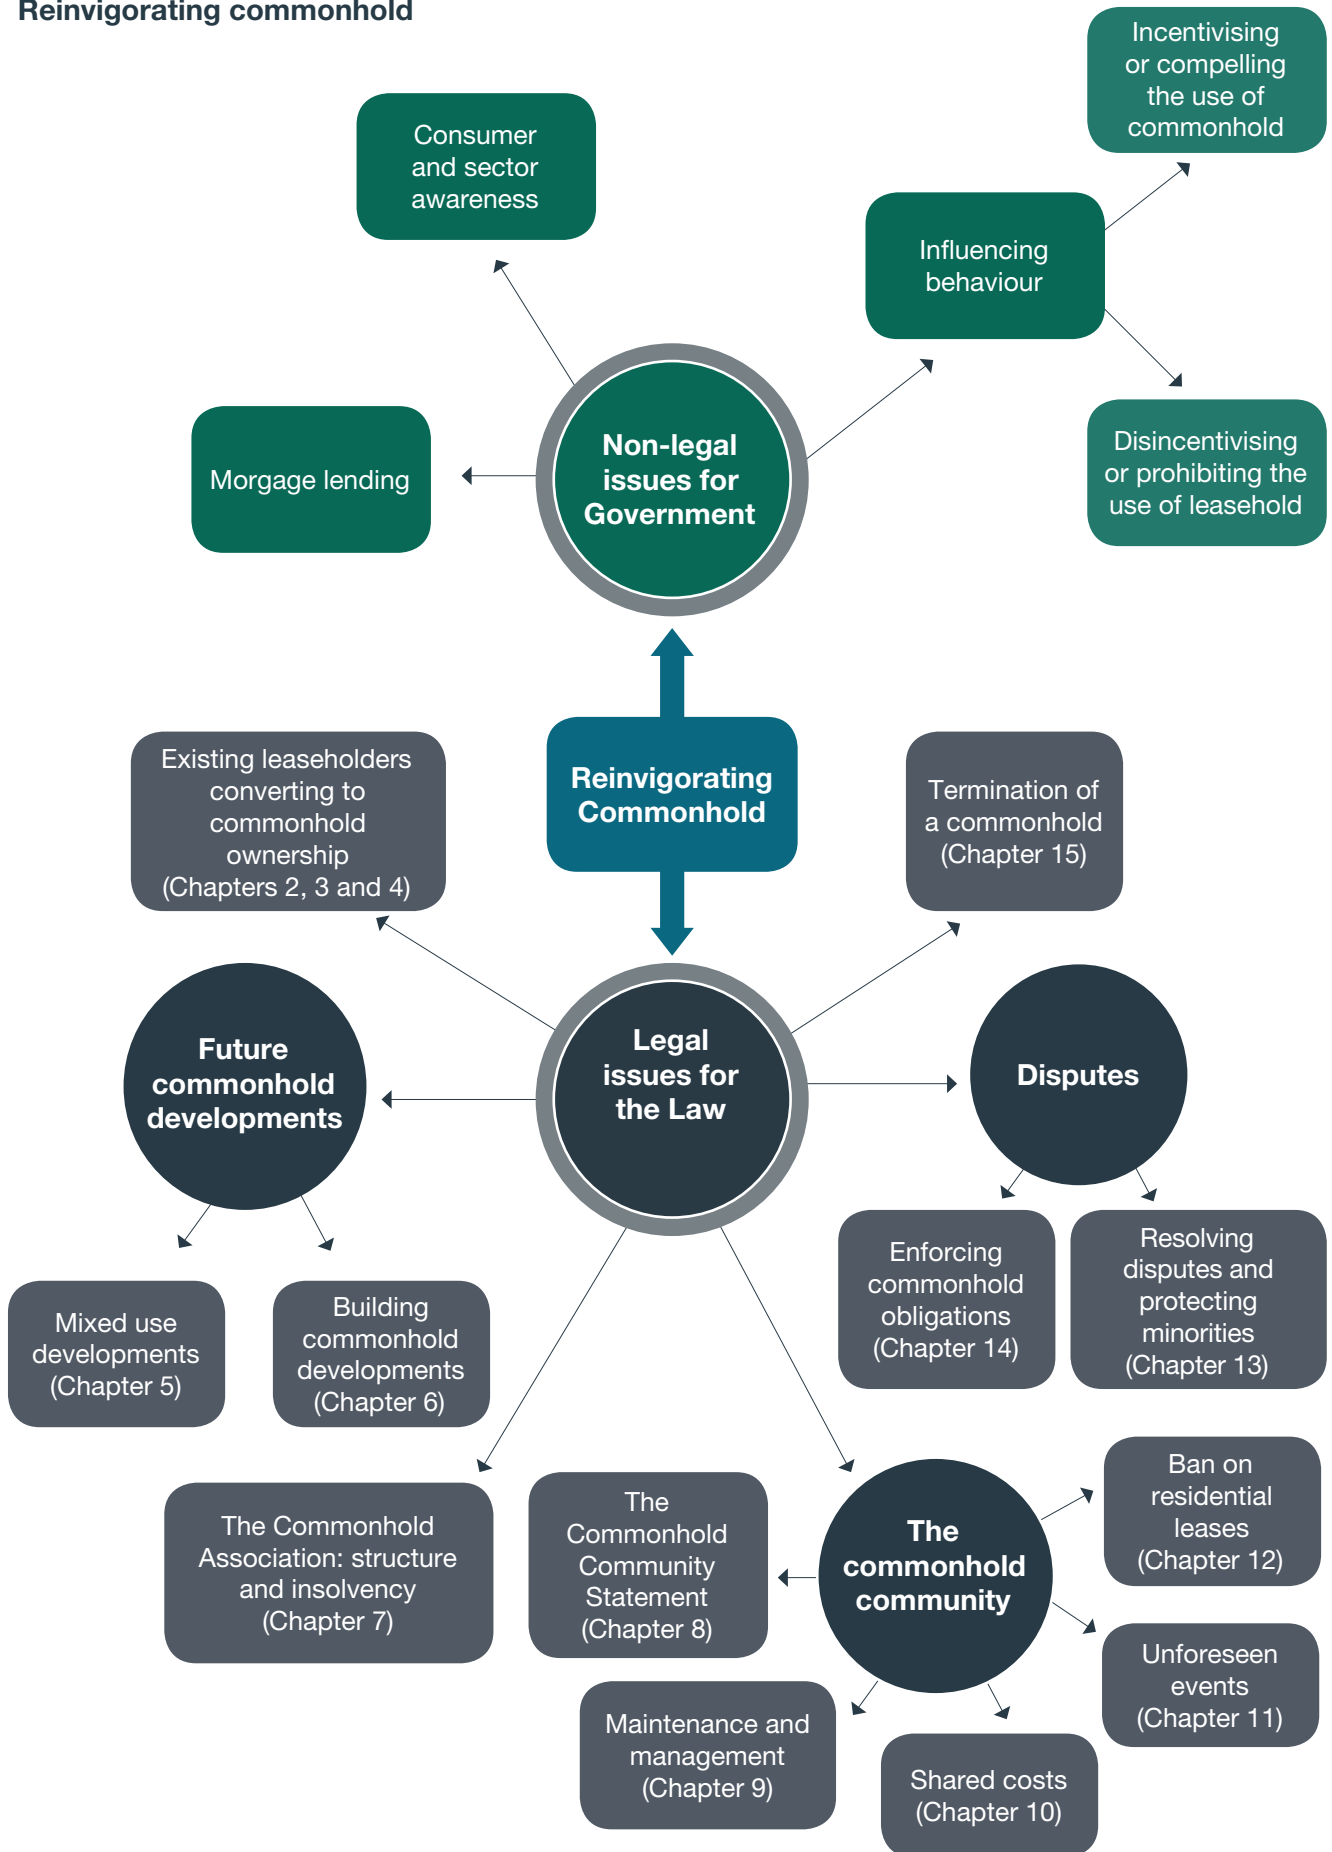 Reinvigorating commonhold
Incentivising
or compelling
the use of
commonhold
Consumer
and sector
awareness
Influencing
behaviour
Morgage lending
Non-legal
issues for
Government
Disincentivising
or prohibiting the
use of leasehold
Reinvigorating
Commonhold
Existing leaseholders
converting to
commonhold
ownership
(Chapters 2, 3 and 4)
Termination of
a commonhold
(Chapter 15)
Future
commonhold
developments
Legal
issues for
the Law
Disputes
Mixed use
developments
(Chapter 5)
Building
commonhold
developments
(Chapter 6)
Enforcing
commonhold
obligations
(Chapter 14)
Resolving
disputes and
protecting
minorities
(Chapter 13)
The Commonhold
Association: structure
and insolvency
(Chapter 7)
The
Commonhold
Community
Statement
(Chapter 8)
The
commonhold
community
Ban on
residential
leases
(Chapter 12)
Unforeseen
events
(Chapter 11)
Maintenance and
management
(Chapter 9)
Shared costs
(Chapter 10)